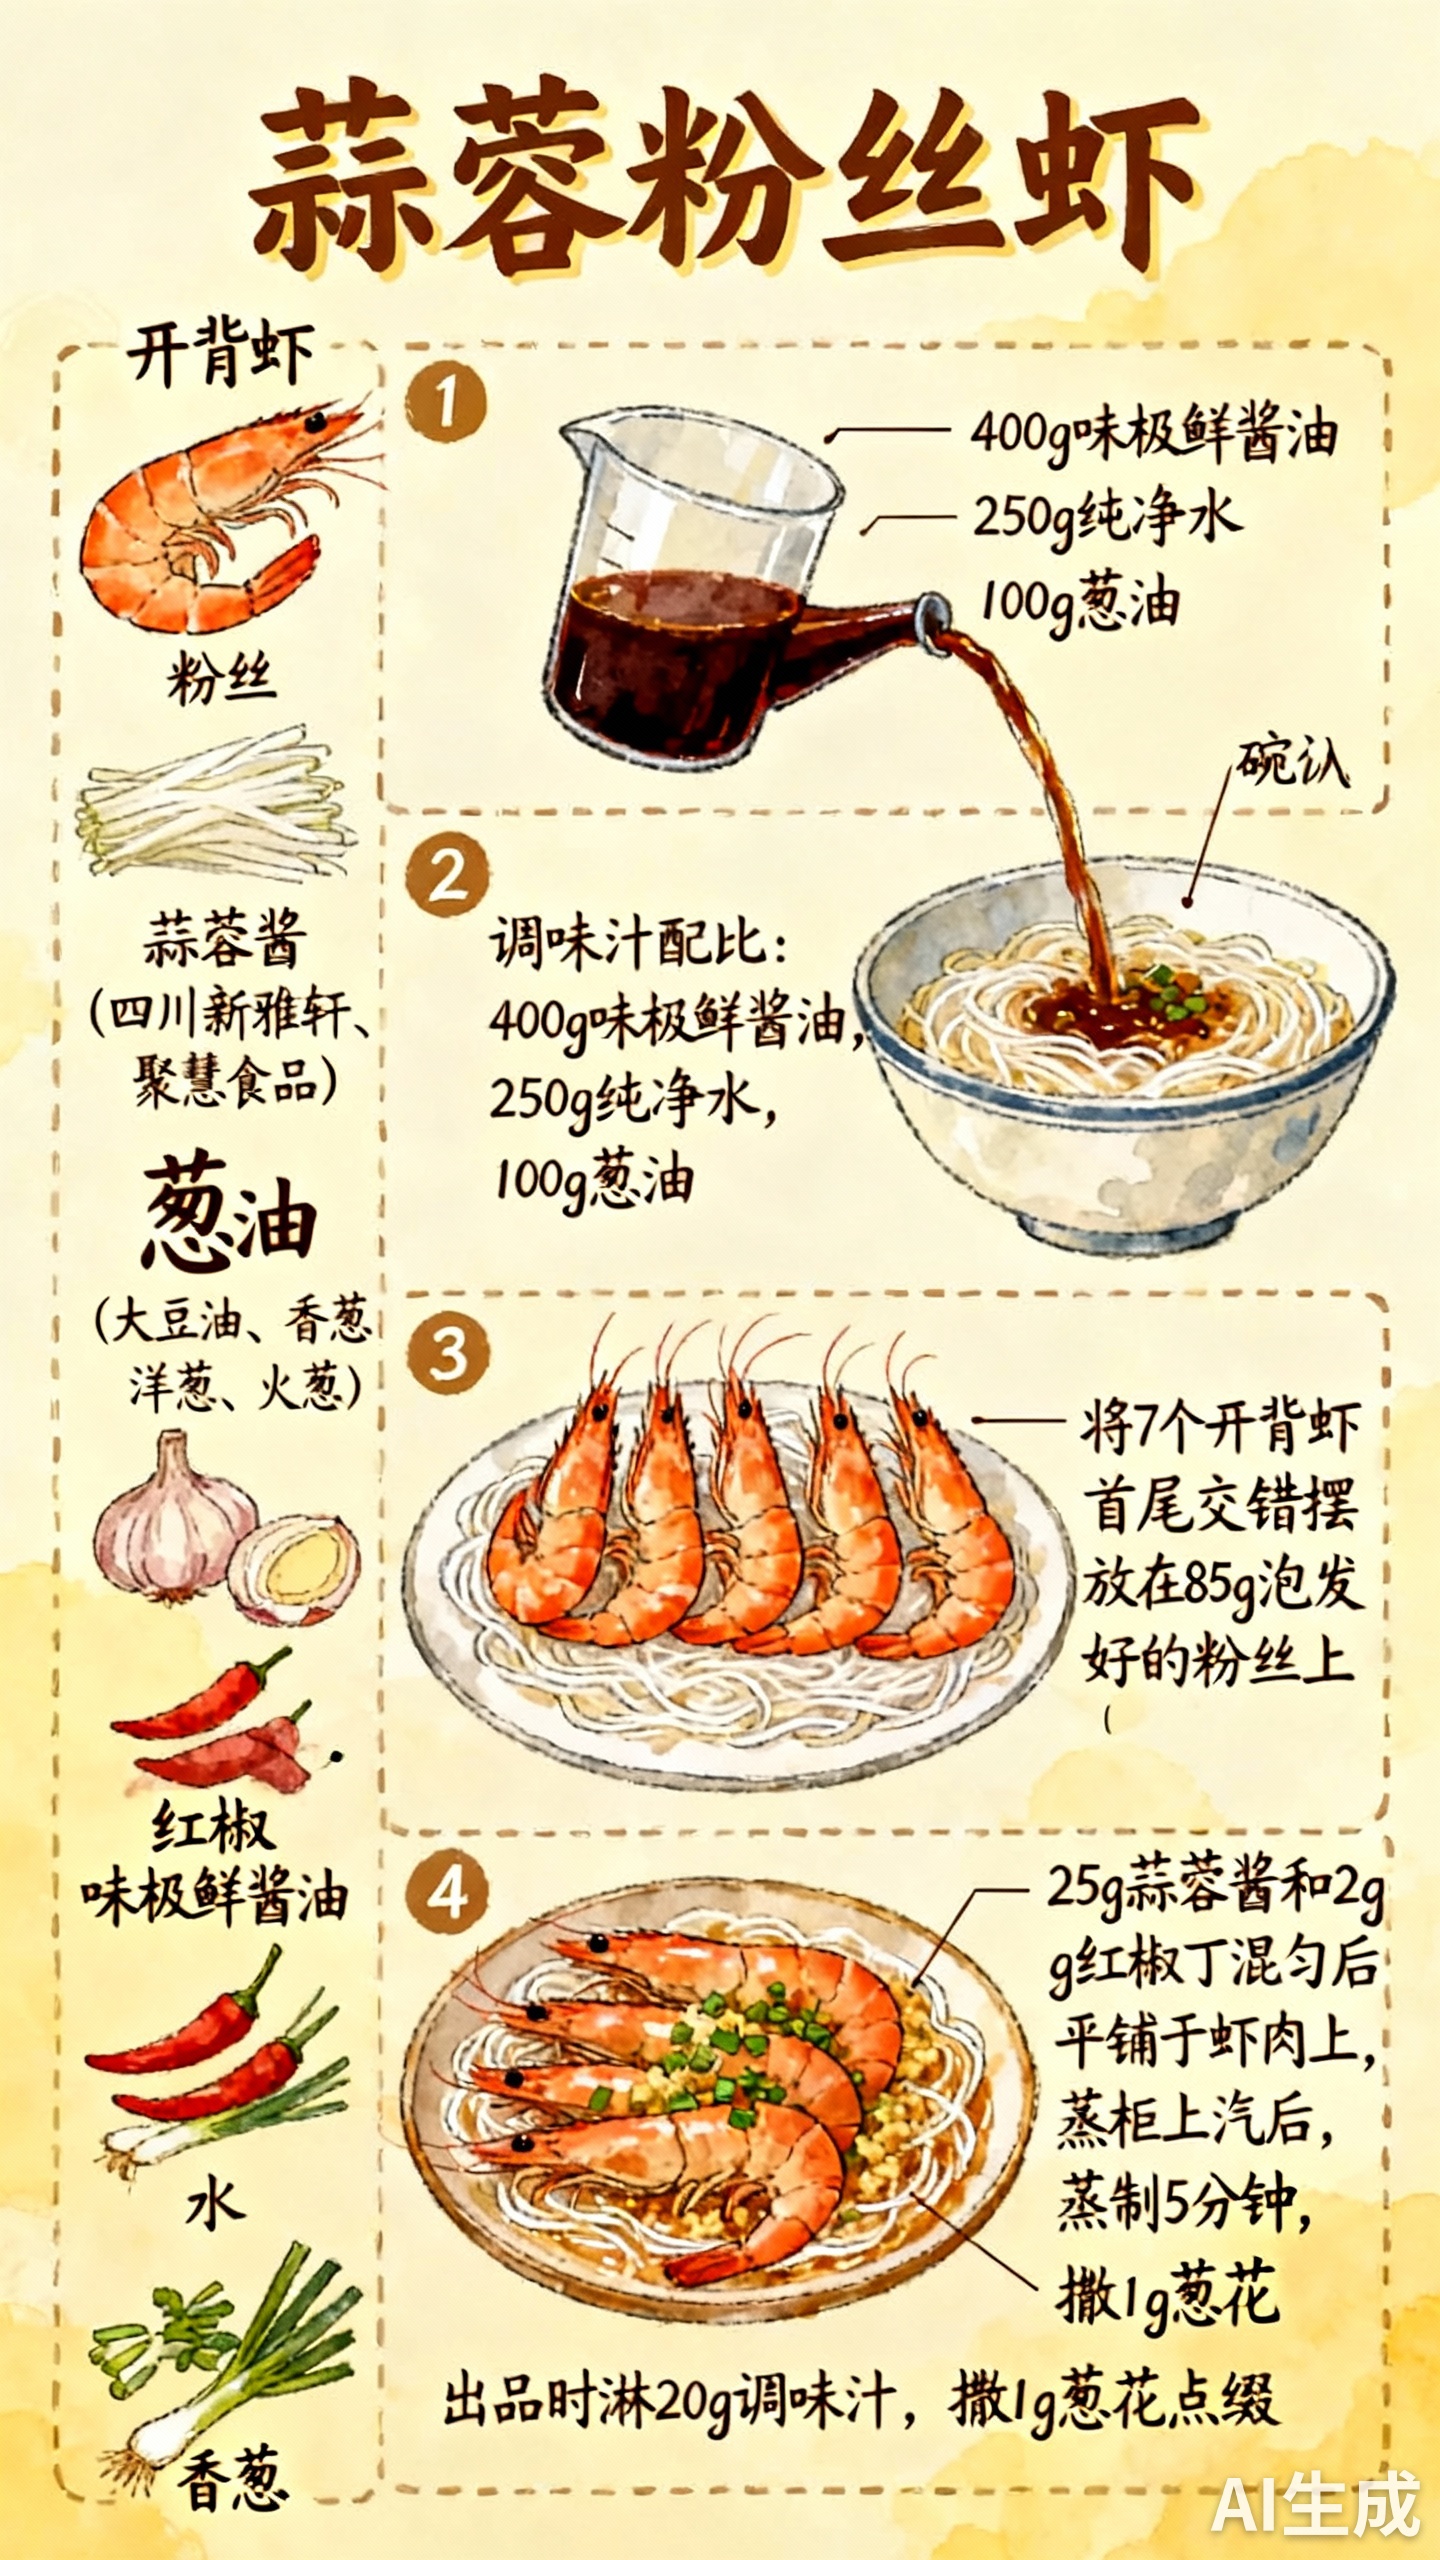 蒜蓉粉丝虾
开背虾
粉丝
蒜蓉酱
(四川新雅轩、
聚慧食品)
葱油
(大豆油、香葱
洋葱、火葱)
红椒
味极鲜酱油
水
香葱
1
400g味极鲜酱油
250g纯净水
100g葱油
2
调味汁配比:
400g味极鲜酱油,
250g纯净水,
100g葱油
3
将7个开背虾
首尾交错摆
放在85g泡发
好的粉丝上
4
25g蒜蓉酱和2g
g红椒丁混匀后
平铺于虾肉上,
蒸柜上汽后,
蒸制5分钟,
撒1g葱花
出品时淋20g调味汁,撒1g葱花点缀
AI生成